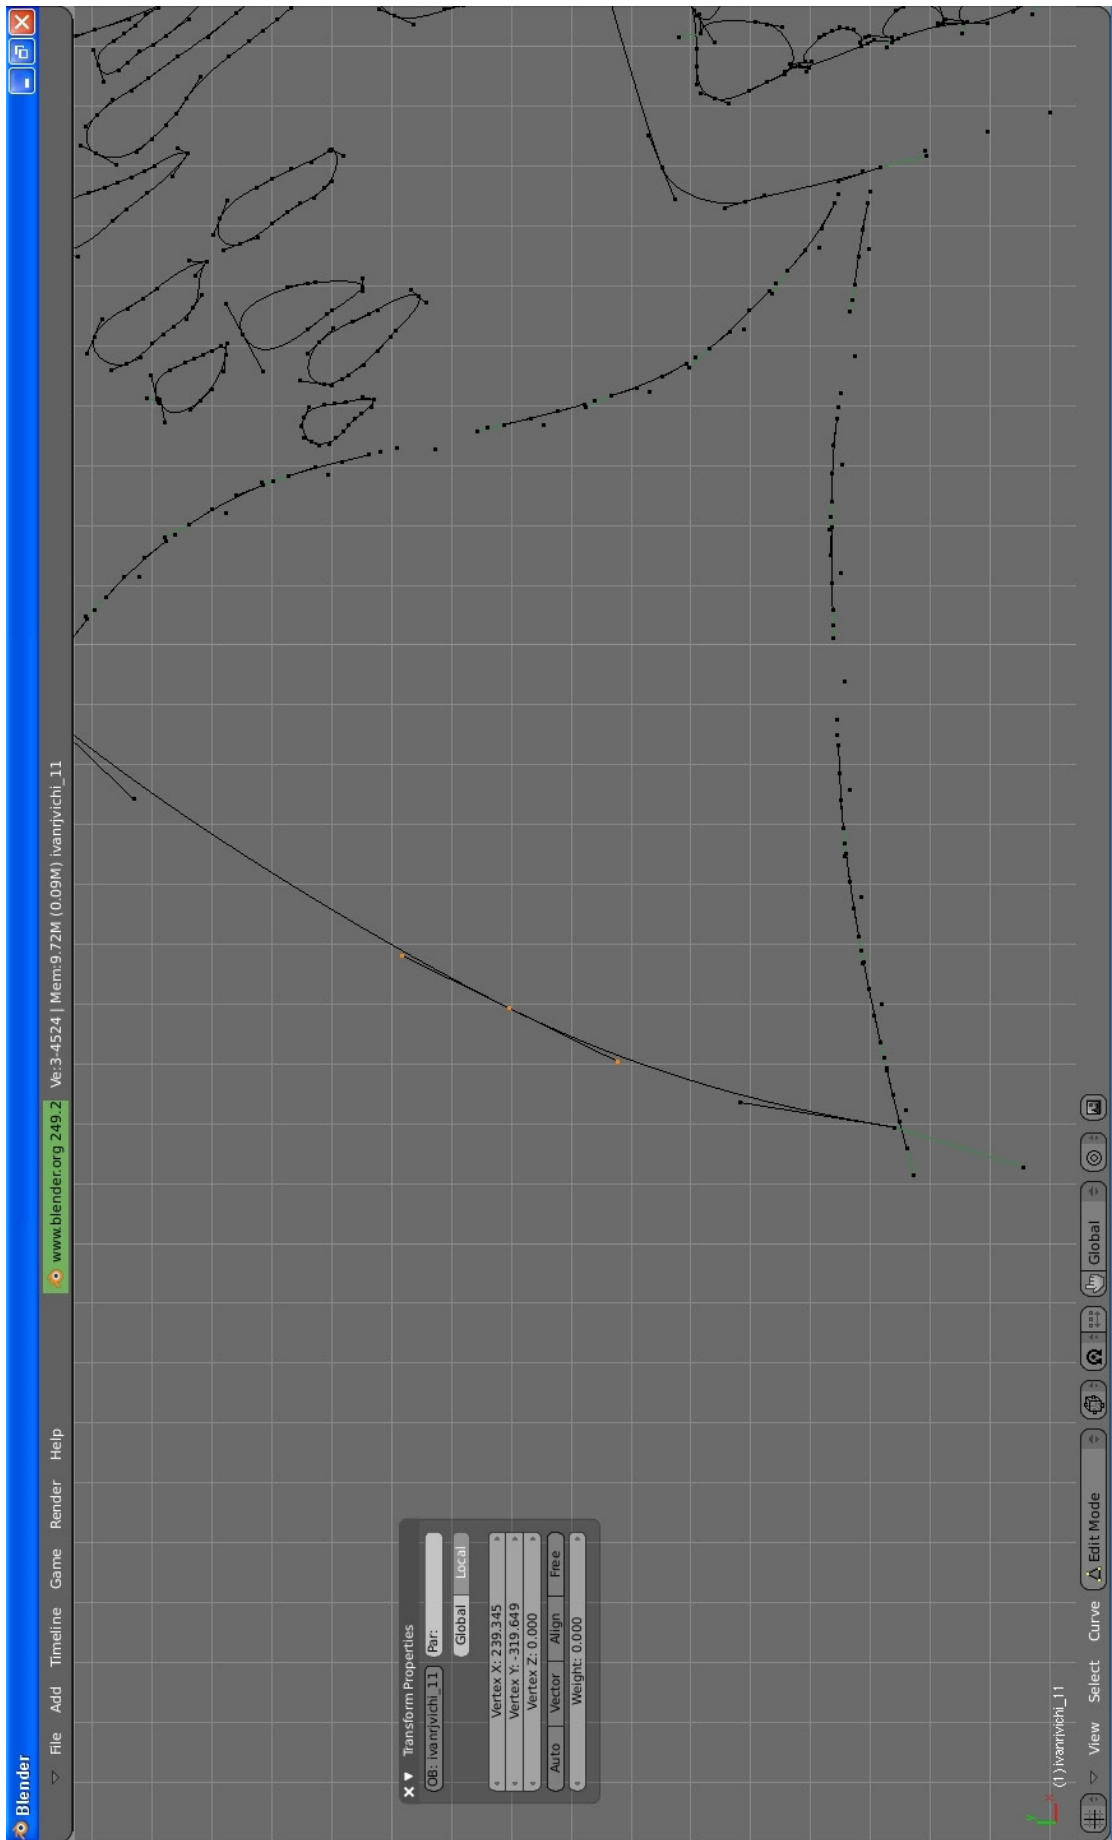 Blender
File Add Timeline Game Render Help www.blender.org 249.2 Ve:3-4524 | Mem:9.72M (0.09M) ivanrjvichi_11
Transform Properties
OB: ivanrjvichi_11 Par:
Global Local
Vertex X: 239.345
Vertex Y: -319.649
Vertex Z: 0.000
Auto Vector Align Free
Weight: 0.000
(1) ivanrivichi_11
View Select Curve Edit Mode Global